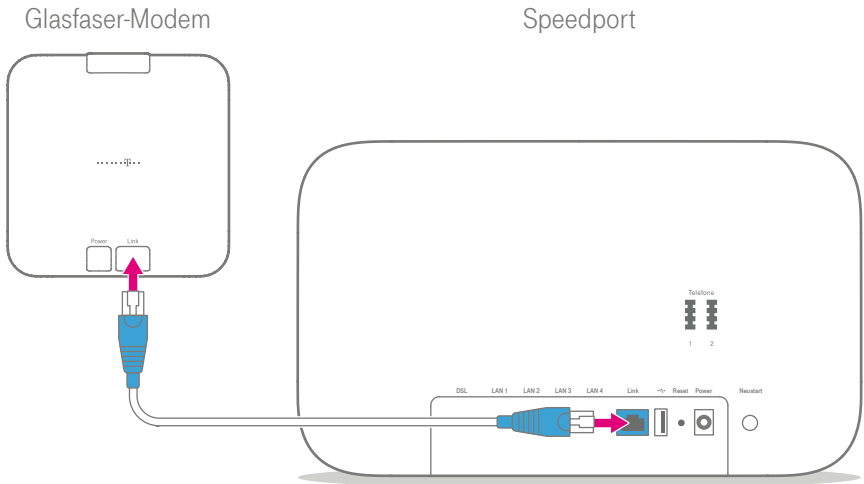 Glasfaser-Modem
Speedport
Power Link
Telefone
1 2
DSL LAN 1 LAN 2 LAN 3 LAN 4 Link Reset Power Neustart